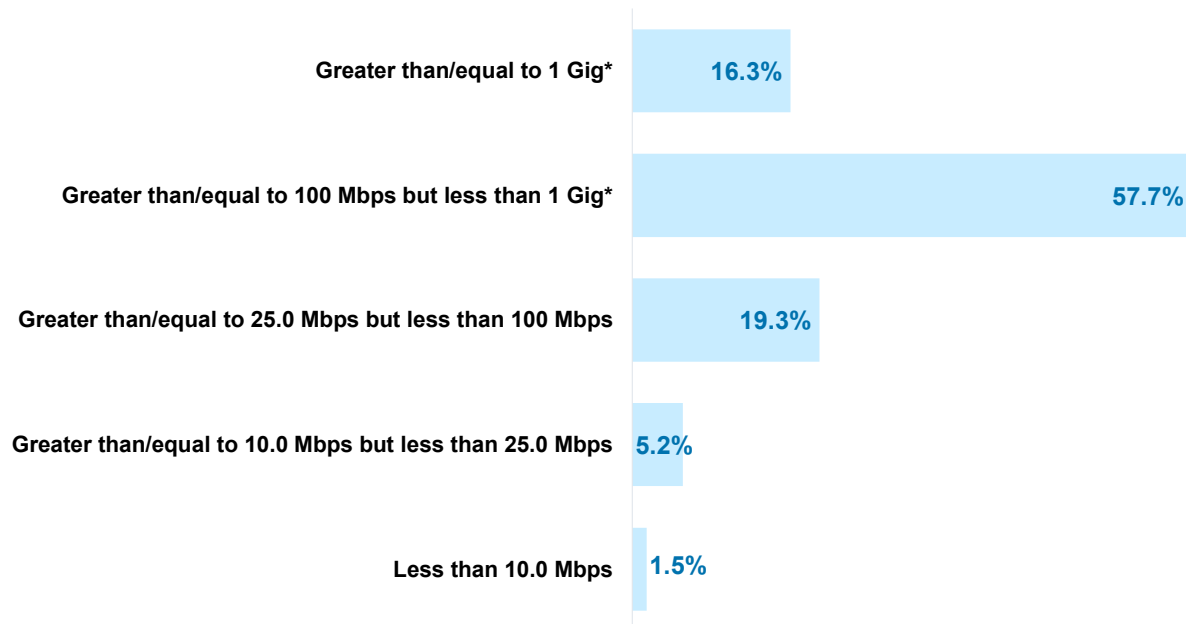 Greater than/equal to 1 Gig* 16.3%
Greater than/equal to 100 Mbps but less than 1 Gig* 57.7%
Greater than/equal to 25.0 Mbps but less than 100 Mbps 19.3%
Greater than/equal to 10.0 Mbps but less than 25.0 Mbps 5.2%
Less than 10.0 Mbps 1.5%